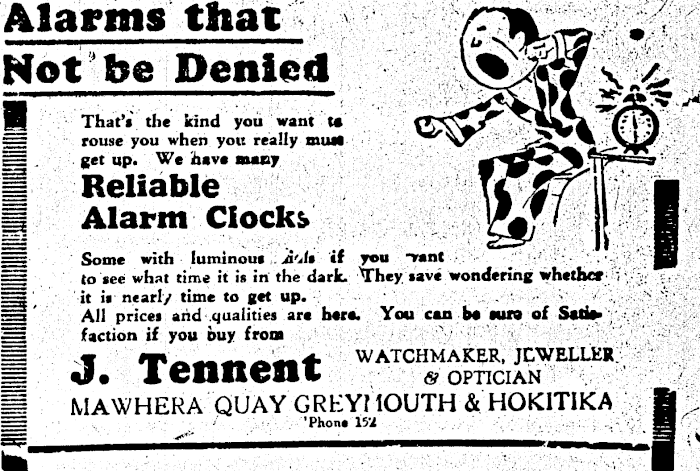 Alarms that
Not be Denied
That's the kind you want to
rouse you when you really must
get up. We have many
Reliable
Alarm Clocks
Some with luminous dials if you want
to see what time it is in the dark. They save wondering whether
it is nearly time to get up.
All prices and qualities are here. You can be sure of Satis-
faction if you buy from
J. Tennent
WATCHMAKER, JEWELLER
& OPTICIAN
MAWHERA QUAY GREYMOUTH & HOKITIKA
'Phone 152